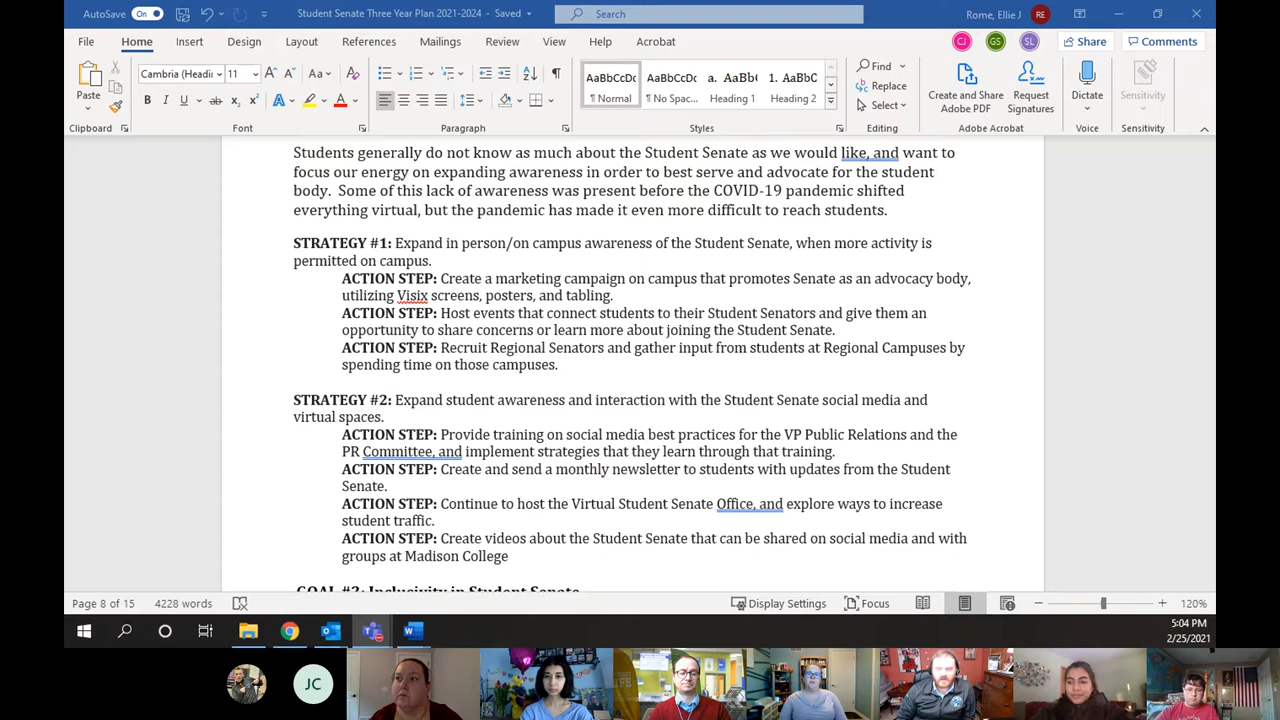 AutoSave On Student Senate Three Year Plan 2021-2024 - Saved Search Rome, Ellie J RE
File Home Insert Design Layout References Mailings Review View Help Acrobat CJ GS SL Share Comments
Paste Cambria (Headi 11 Aa AaBbCcDc AaBbCcDc a. AaBb( 1. AaBbC Find Replace Select Create and Share Adobe PDF Request Signatures Dictate Sensitivity
¶ Normal ¶ No Spac... Heading 1 Heading 2
Clipboard Font Paragraph Styles Editing Adobe Acrobat Voice Sensitivity
Students generally do not know as much about the Student Senate as we would like, and want to
focus our energy on expanding awareness in order to best serve and advocate for the student
body. Some of this lack of awareness was present before the COVID-19 pandemic shifted
everything virtual, but the pandemic has made it even more difficult to reach students.
STRATEGY #1: Expand in person/on campus awareness of the Student Senate, when more activity is
permitted on campus.
ACTION STEP: Create a marketing campaign on campus that promotes Senate as an advocacy body,
utilizing Visix screens, posters, and tabling.
ACTION STEP: Host events that connect students to their Student Senators and give them an
opportunity to share concerns or learn more about joining the Student Senate.
ACTION STEP: Recruit Regional Senators and gather input from students at Regional Campuses by
spending time on those campuses.
STRATEGY #2: Expand student awareness and interaction with the Student Senate social media and
virtual spaces.
ACTION STEP: Provide training on social media best practices for the VP Public Relations and the
PR Committee, and implement strategies that they learn through that training.
ACTION STEP: Create and send a monthly newsletter to students with updates from the Student
Senate.
ACTION STEP: Continue to host the Virtual Student Senate Office, and explore ways to increase
student traffic.
ACTION STEP: Create videos about the Student Senate that can be shared on social media and with
groups at Madison College
GOAL #3: Inclusivity in Student Senate
Page 8 of 15 4228 words Display Settings Focus 120%
5:04 PM
2/25/2021
JC